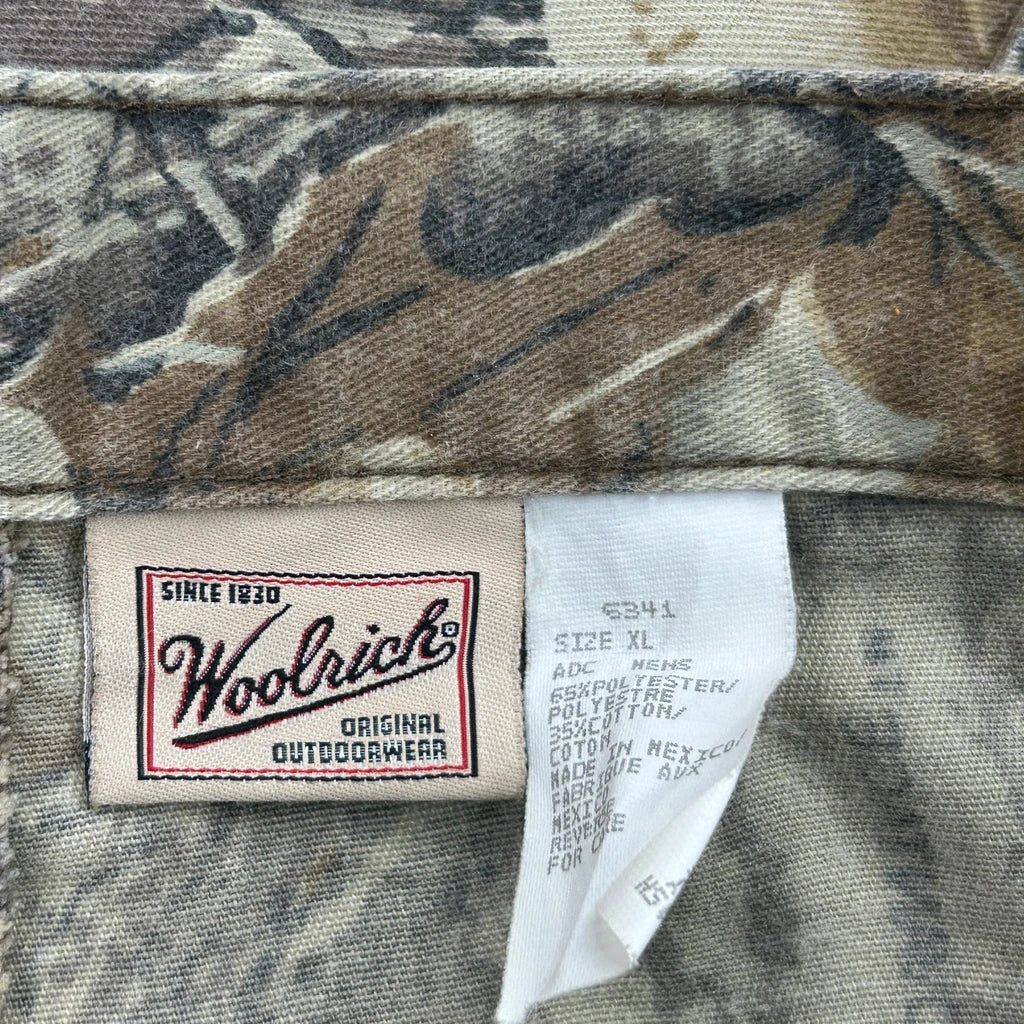 SINCE 1830
Woolrich®
ORIGINAL
OUTDOORWEAR
6341
SIZE XL
ADC MENS
65%POLYESTER/
POLYESTRE
35%COTTON/
COTON
MADE IN MEXICO/
FABRIQUE AUX
MEXICO
REVERSE
FOR CARE